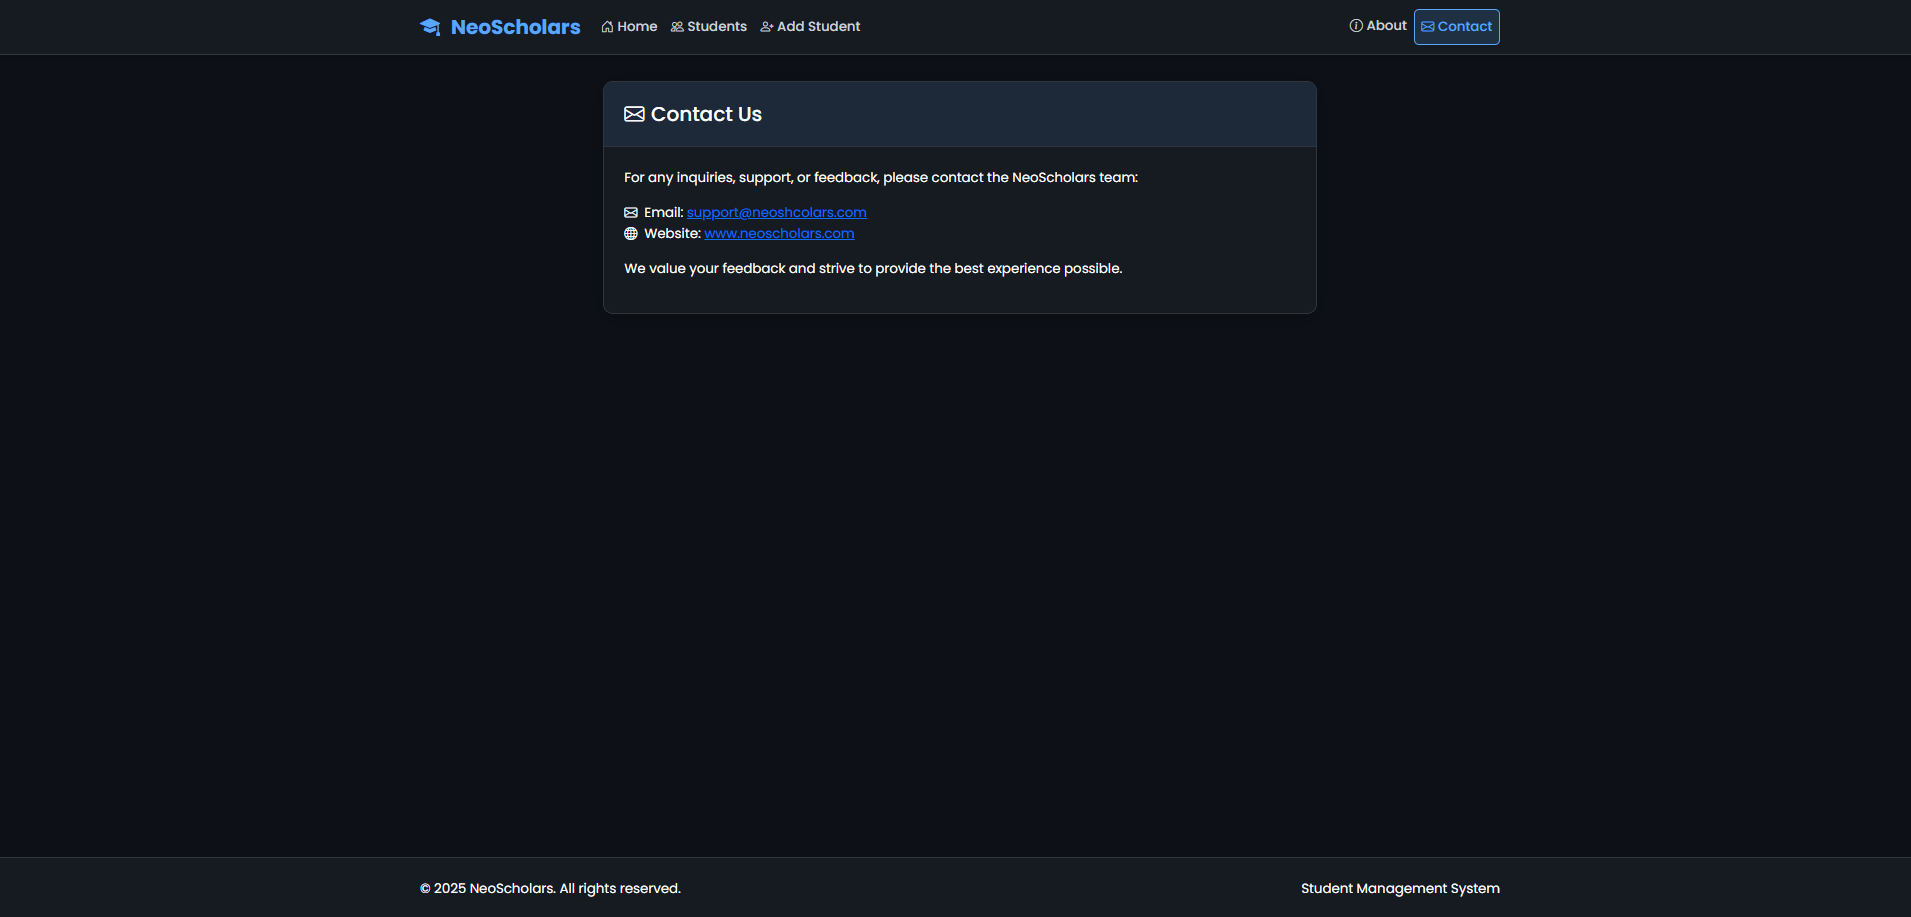 NeoScholars Home Students Add Student About Contact
Contact Us
For any inquiries, support, or feedback, please contact the NeoScholars team:
Email: support@neoshcolars.com
Website: www.neoscholars.com
We value your feedback and strive to provide the best experience possible.
© 2025 NeoScholars. All rights reserved. Student Management System